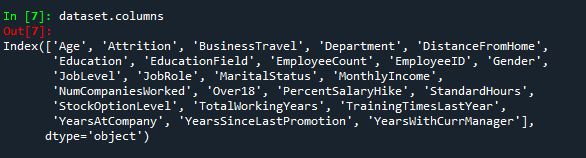 In [7]: dataset.columns
Out[7]:
Index(['Age', 'Attrition', 'BusinessTravel', 'Department', 'DistanceFromHome',
'Education', 'EducationField', 'EmployeeCount', 'EmployeeID', 'Gender',
'JobLevel', 'JobRole', 'MaritalStatus', 'MonthlyIncome',
'NumCompaniesWorked', 'Over18', 'PercentSalaryHike', 'StandardHours',
'StockOptionLevel', 'TotalWorkingYears', 'TrainingTimesLastYear',
'YearsAtCompany', 'YearsSinceLastPromotion', 'YearsWithCurrManager'],
dtype='object')